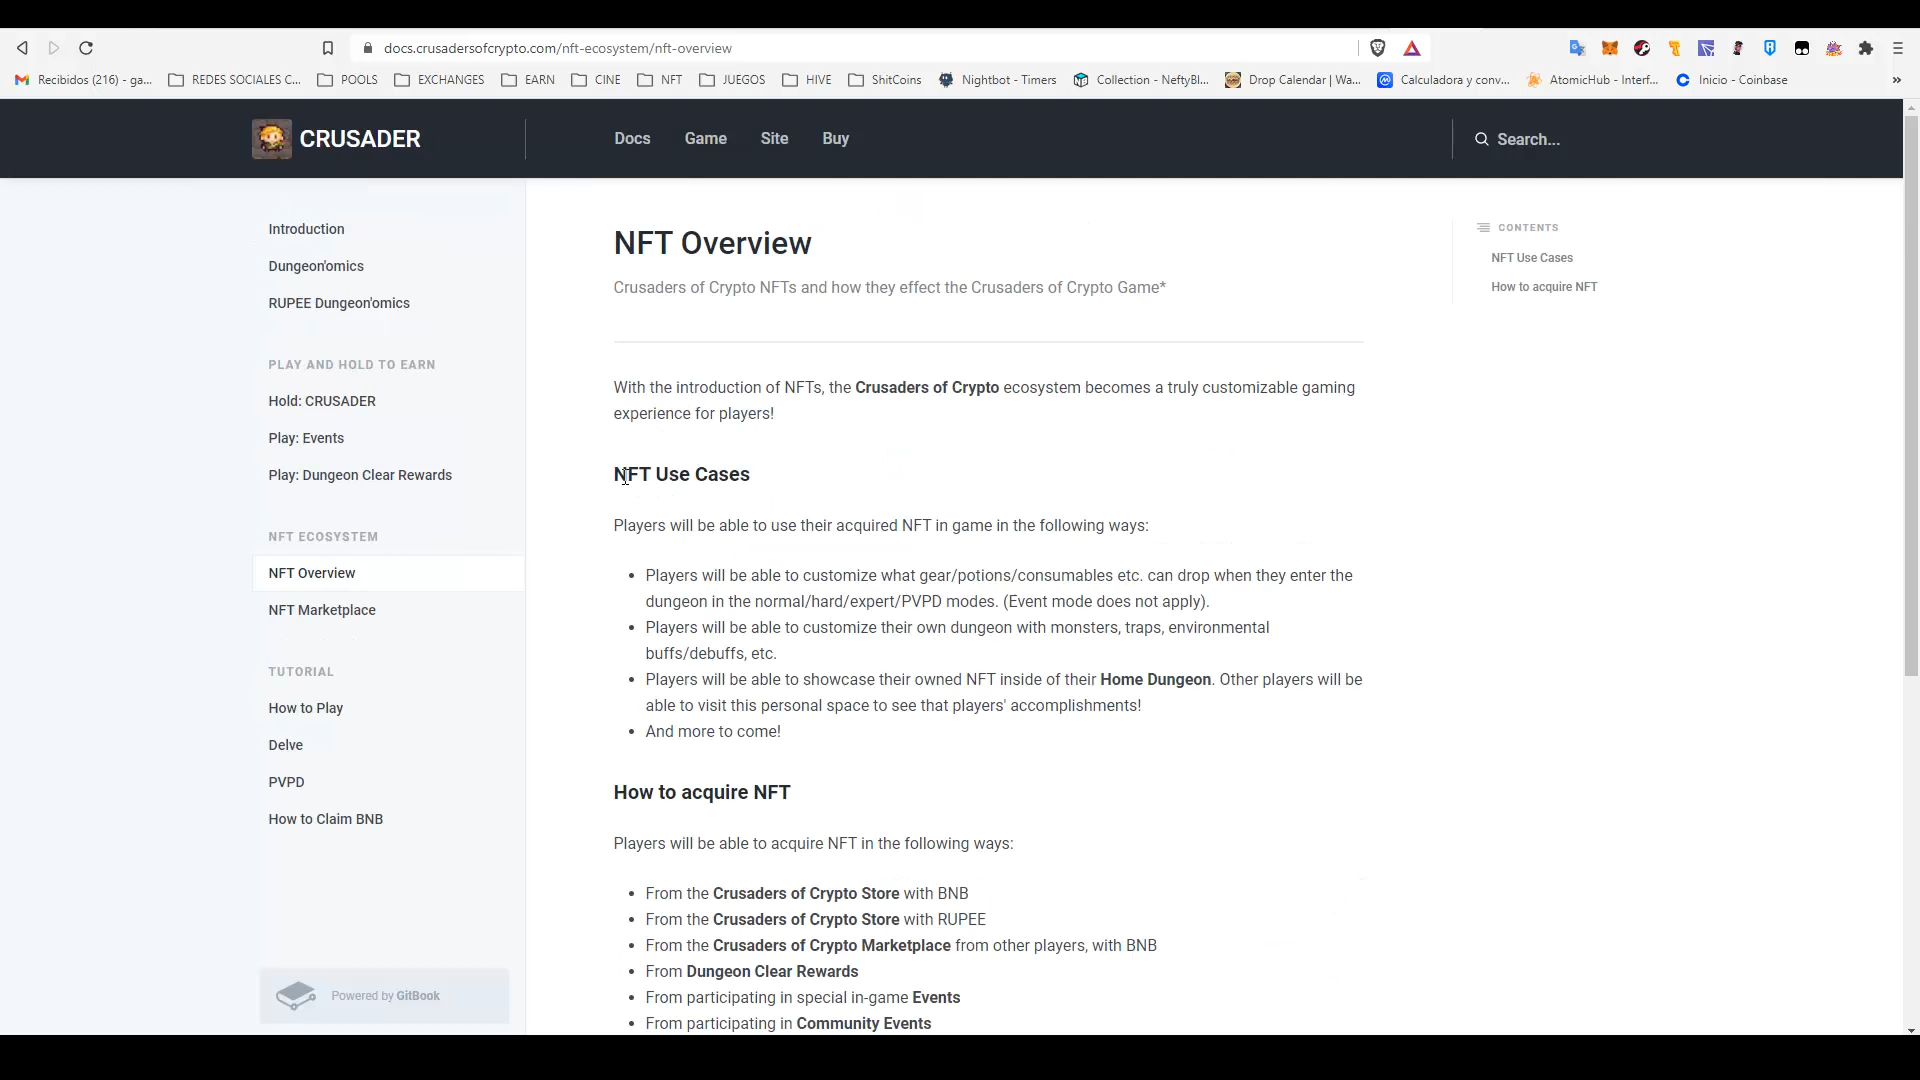 docs.crusadersofcrypto.com/nft-ecosystem/nft-overview
Recibidos (216) - ga...
REDES SOCIALES C...
POOLS
EXCHANGES
EARN
CINE
NFT
JUEGOS
HIVE
ShitCoins
Nightbot - Timers
Collection - NeftyBl...
Drop Calendar | Wa...
Calculadora y conv...
AtomicHub - Interf...
Inicio - Coinbase
»
CRUSADER
Docs
Game
Site
Buy
Search...
Introduction
Dungeon'omics
RUPEE Dungeon'omics
PLAY AND HOLD TO EARN
Hold: CRUSADER
Play: Events
Play: Dungeon Clear Rewards
NFT ECOSYSTEM
NFT Overview
NFT Marketplace
TUTORIAL
How to Play
Delve
PVPD
How to Claim BNB
Powered by GitBook
NFT Overview
Crusaders of Crypto NFTs and how they effect the Crusaders of Crypto Game*
With the introduction of NFTs, the Crusaders of Crypto ecosystem becomes a truly customizable gaming
experience for players!
NFT Use Cases
Players will be able to use their acquired NFT in game in the following ways:
• Players will be able to customize what gear/potions/consumables etc. can drop when they enter the
dungeon in the normal/hard/expert/PVPD modes. (Event mode does not apply).
• Players will be able to customize their own dungeon with monsters, traps, environmental
buffs/debuffs, etc.
• Players will be able to showcase their owned NFT inside of their Home Dungeon. Other players will be
able to visit this personal space to see that players' accomplishments!
• And more to come!
How to acquire NFT
Players will be able to acquire NFT in the following ways:
• From the Crusaders of Crypto Store with BNB
• From the Crusaders of Crypto Store with RUPEE
• From the Crusaders of Crypto Marketplace from other players, with BNB
• From Dungeon Clear Rewards
• From participating in special in-game Events
• From participating in Community Events
CONTENTS
NFT Use Cases
How to acquire NFT